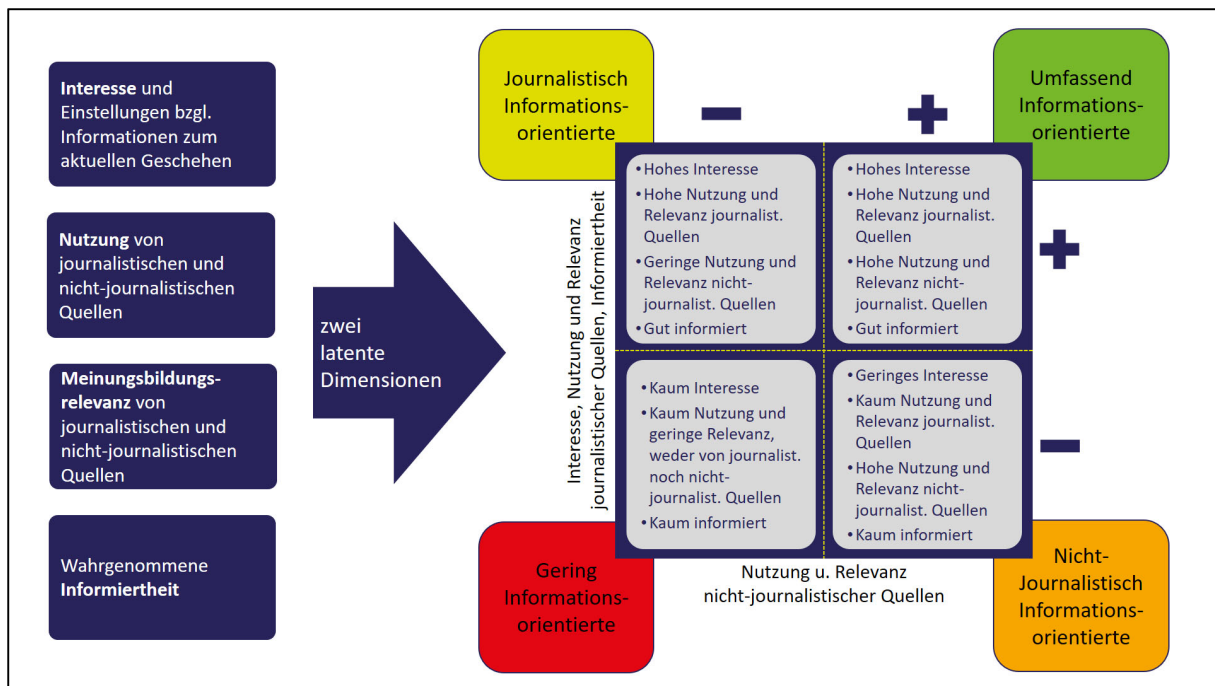 Interesse und
Einstellungen bzgl.
Informationen zum
aktuellen Geschehen
Nutzung von
journalistischen und
nicht-journalistischen
Quellen
Meinungsbildungs-
relevanz von
journalistischen und
nicht-journalistischen
Quellen
Wahrgenommene
Informiertheit
zwei
latente
Dimensionen
Journalistisch
Informations-
orientierte
−
+
Umfassend
Informations-
orientierte
Interesse, Nutzung und Relevanz
journalistischer Quellen, Informiertheit
• Hohes Interesse
• Hohe Nutzung und
Relevanz journalist.
Quellen
• Geringe Nutzung und
Relevanz nicht-
journalist. Quellen
• Gut informiert
• Hohes Interesse
• Hohe Nutzung und
Relevanz journalist.
Quellen
• Hohe Nutzung und
Relevanz nicht-
journalist. Quellen
• Gut informiert
+
• Kaum Interesse
• Kaum Nutzung und
geringe Relevanz,
weder von journalist.
noch nicht-
journalist. Quellen
• Kaum informiert
• Geringes Interesse
• Kaum Nutzung und
Relevanz journalist.
Quellen
• Hohe Nutzung und
Relevanz nicht-
journalist. Quellen
• Kaum informiert
−
Gering
Informations-
orientierte
Nutzung u. Relevanz
nicht-journalistischer Quellen
Nicht-
Journalistisch
Informations-
orientierte